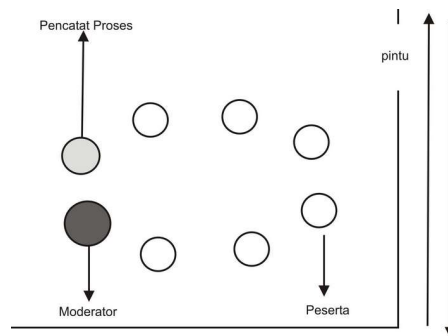 Pencatat Proses
pintu
Moderator
Peserta